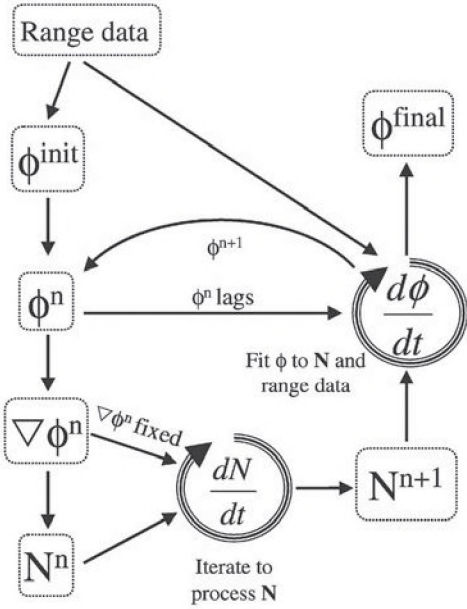 Range data
ϕ^init
ϕ^final
ϕ^n+1
ϕ^n
ϕ^n lags
dϕ
dt
Fit ϕ to N and
range data
▽ϕ^n
▽ϕ^n fixed
dN
dt
N^n+1
N^n
Iterate to
process N